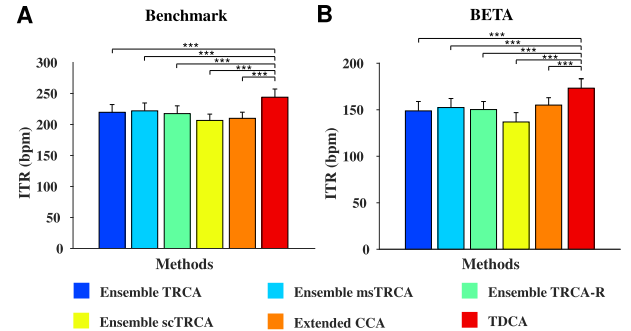 A
Benchmark
***
***
***
***
***
300
250
200
150
100
50
0
ITR (bpm)
Methods
B
BETA
***
***
***
***
***
200
150
100
50
0
ITR (bpm)
Methods
Ensemble TRCA
Ensemble msTRCA
Ensemble TRCA-R
Ensemble scTRCA
Extended CCA
TDCA